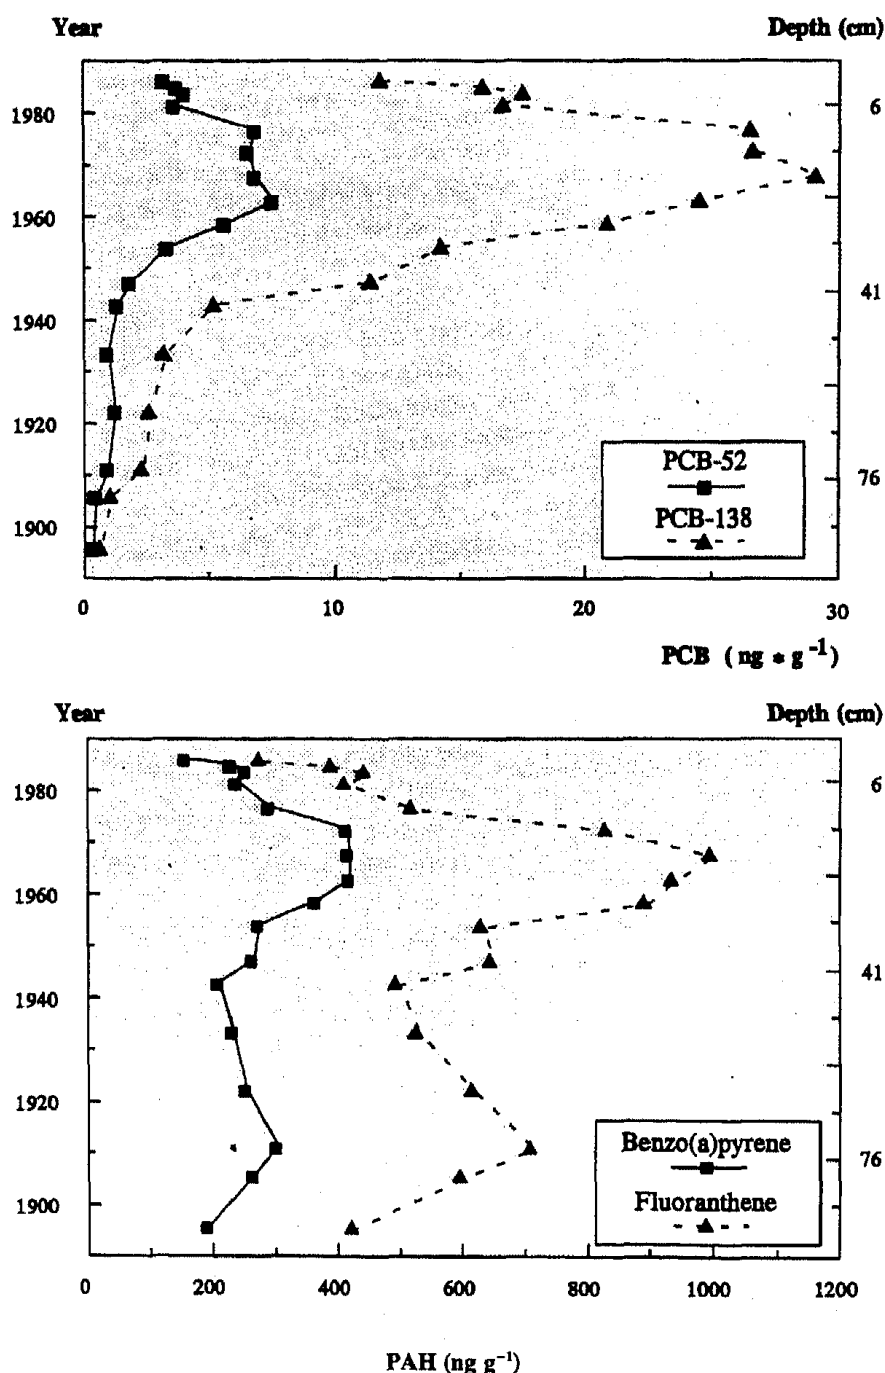 Year Depth (cm)
1980 6
1960
1940 41
1920
PCB-52
76
PCB-138
1900
0 10 20 30
PCB ( ng * g -1)
Year Depth (cm)
1980 6
1960
1940 41
1920
Benzo(a)pyrene
76
1900 Fluoranthene
0 200 400 600 800 1000 1200
PAH (ng g−1)